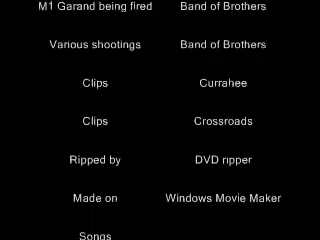 M1 Garand being fired Band of Brothers
Various shootings Band of Brothers
Clips Currahee
Clips Crossroads
Ripped by DVD ripper
Made on Windows Movie Maker
Songs